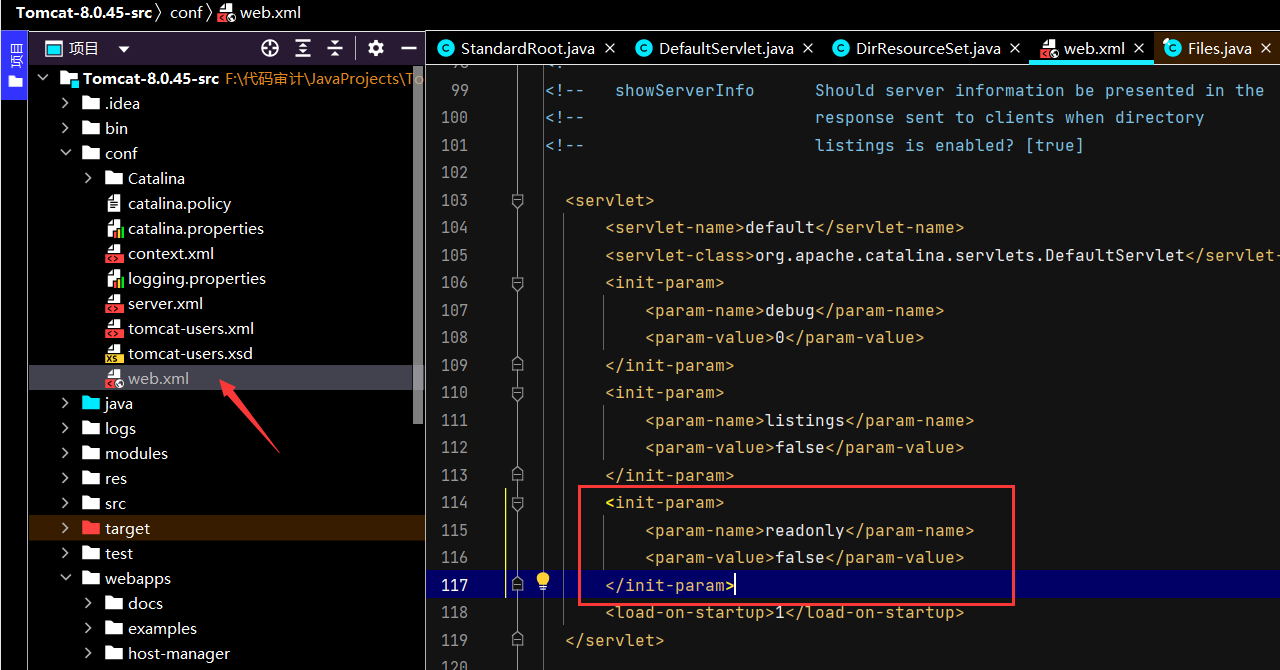 Tomcat-8.0.45-src 〉 conf 〉 web.xml
项目
项目
Tomcat-8.0.45-src F:\代码审计\JavaProjects\To
.idea
bin
conf
Catalina
catalina.policy
catalina.properties
context.xml
logging.properties
server.xml
tomcat-users.xml
tomcat-users.xsd
web.xml
java
logs
modules
res
src
target
test
webapps
docs
examples
host-manager
StandardRoot.java × DefaultServlet.java × DirResourceSet.java × web.xml × Files.java ×
99 <!-- showServerInfo Should server information be presented in the
100 <!-- response sent to clients when directory
101 <!-- listings is enabled? [true]
102
103 <servlet>
104 <servlet-name>default</servlet-name>
105 <servlet-class>org.apache.catalina.servlets.DefaultServlet</servlet-
106 <init-param>
107 <param-name>debug</param-name>
108 <param-value>0</param-value>
109 </init-param>
110 <init-param>
111 <param-name>listings</param-name>
112 <param-value>false</param-value>
113 </init-param>
114 <init-param>
115 <param-name>readonly</param-name>
116 <param-value>false</param-value>
117 </init-param>
118 <load-on-startup>1</load-on-startup>
119 </servlet>
120